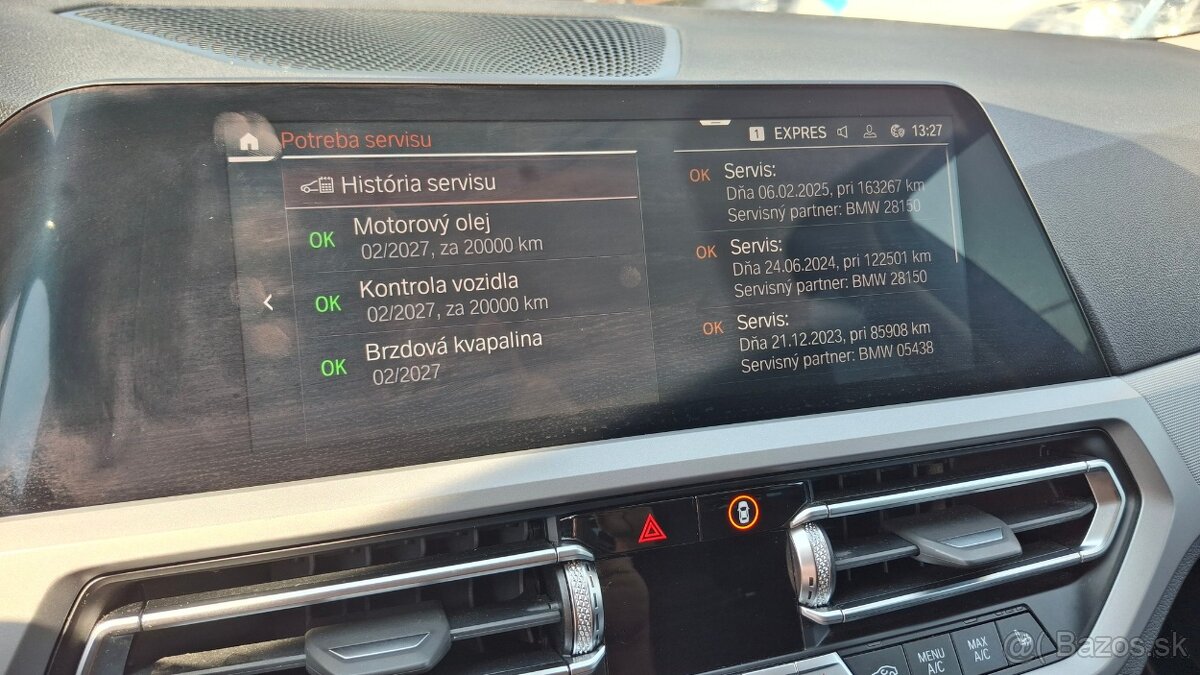 Potreba servisu
1 EXPRES 13:27
História servisu
OK Motorový olej
02/2027, za 20000 km
OK Kontrola vozidla
02/2027, za 20000 km
OK Brzdová kvapalina
02/2027
OK Servis:
Dňa 06.02.2025, pri 163267 km
Servisný partner: BMW 28150
OK Servis:
Dňa 24.06.2024, pri 122501 km
Servisný partner: BMW 28150
OK Servis:
Dňa 21.12.2023, pri 85908 km
Servisný partner: BMW 05438
MENU
A/C
MAX
A/C
@Bazos.sk